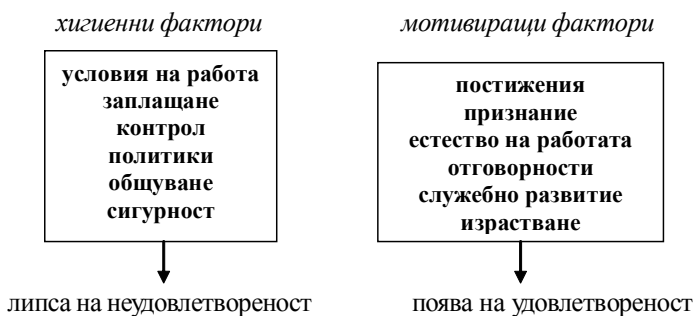 хигиенни фактори
условия на работа
заплащане
контрол
политики
общуване
сигурност
липса на неудовлетвореност
мотивиращи фактори
постижения
признание
естество на работата
отговорности
служебно развитие
израстване
поява на удовлетвореност